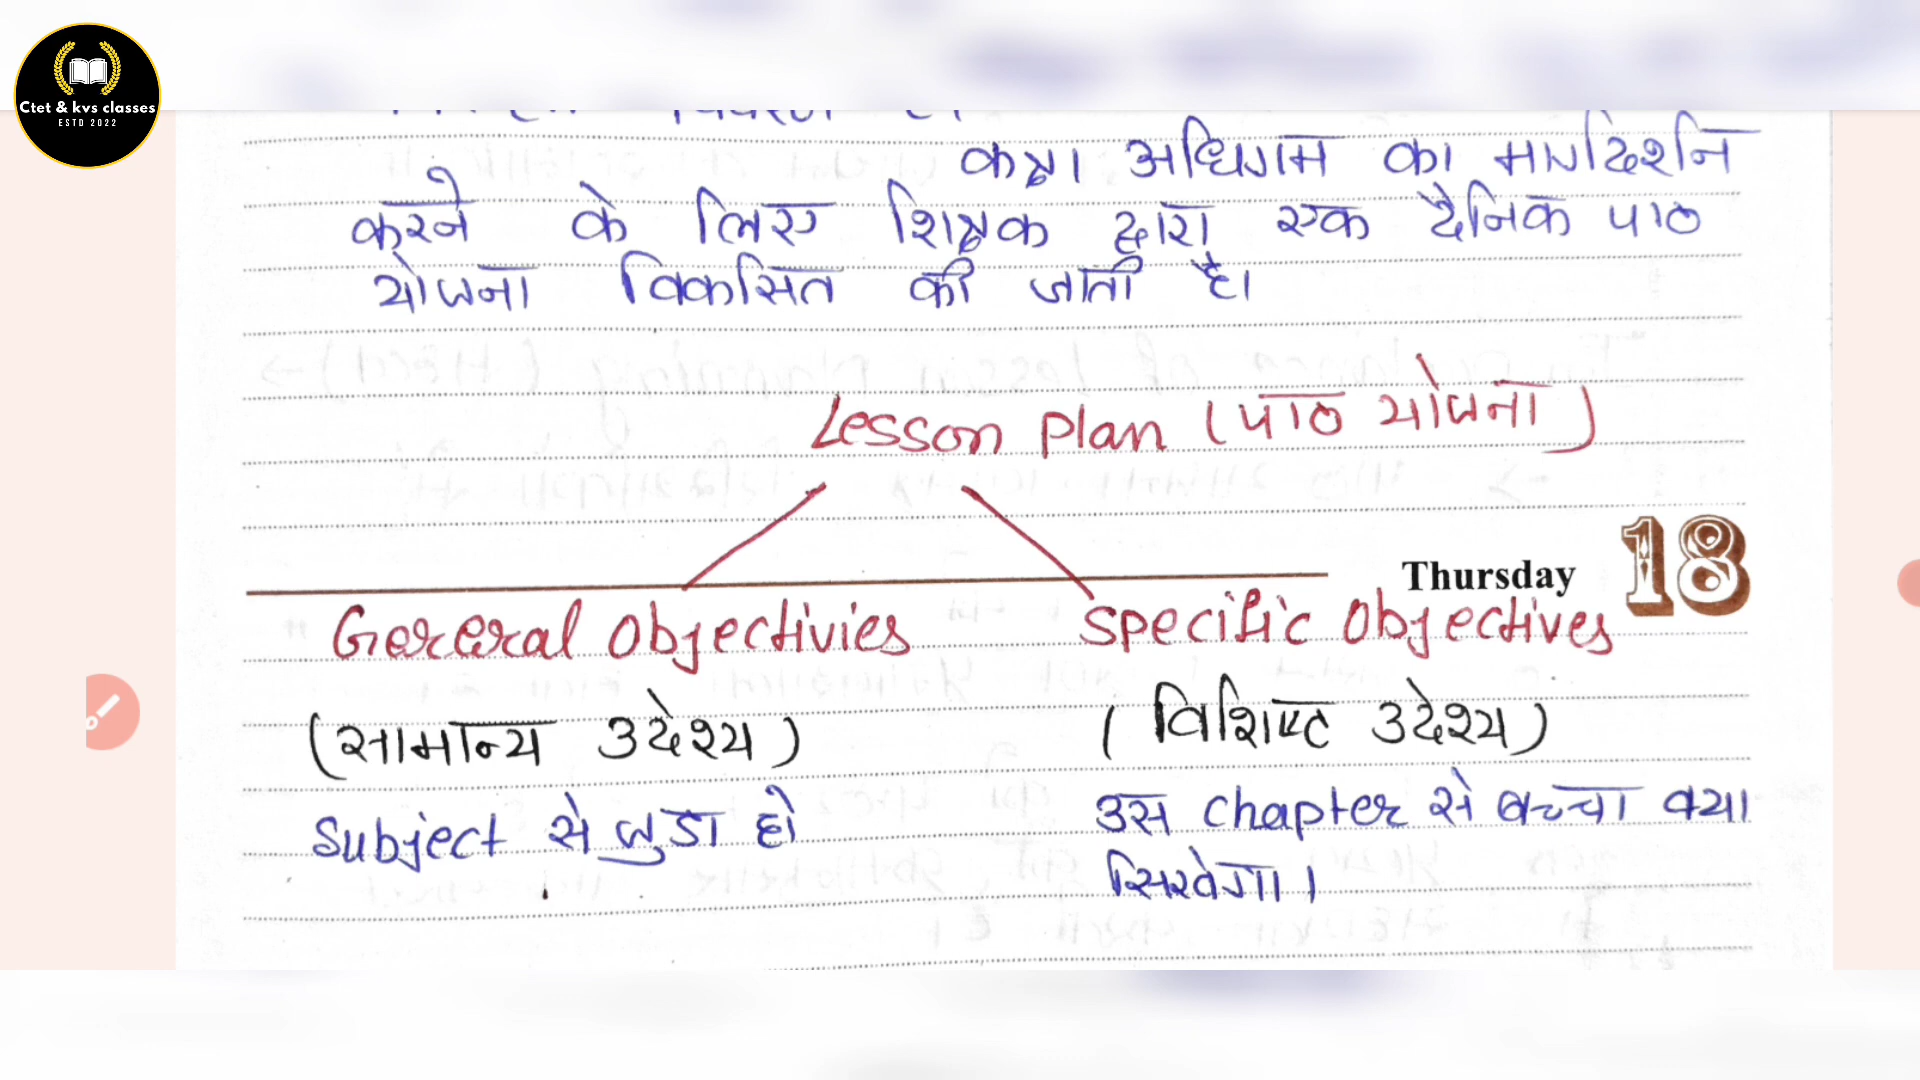 Ctet & kvs classes
ESTD 2022
कक्षा अधिगम का मार्गदर्शन
करने के लिए शिक्षक द्वारा एक दैनिक पाठ
योजना विकसित की जाती है।
Lesson plan (पाठ योजना)
Thursday 18
General Objectivies Specific Objectives
(सामान्य उदेश्य) (विशिष्ट उदेश्य)
Subject से जुडा हो उस chapter से बच्चा क्या
सिखेगा।